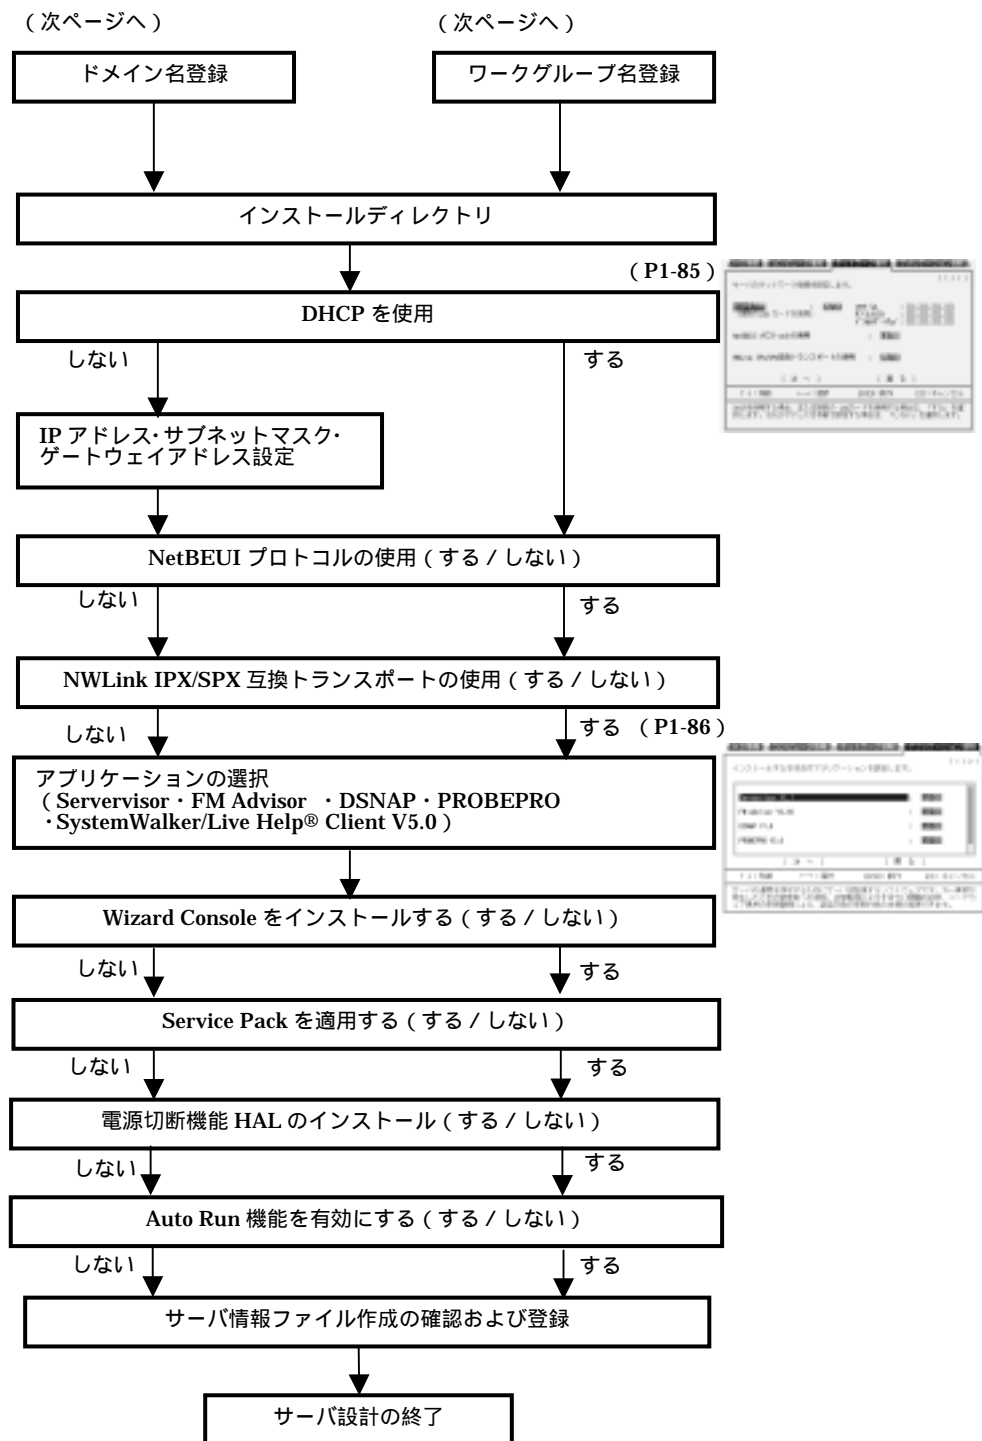 （次ページへ）
（次ページへ）
ドメイン名登録
ワークグループ名登録
インストールディレクトリ
（P1-85）
DHCP を使用
しない
する
IP アドレス・サブネットマスク・
ゲートウェイアドレス設定
NetBEUI プロトコルの使用（する / しない）
しない
する
NWLink IPX/SPX 互換トランスポートの使用（する / しない）
しない
する （P1-86）
アプリケーションの選択
（Servervisor・FM Advisor ・DSNAP・PROBEPRO
・SystemWalker/Live Help® Client V5.0）
Wizard Console をインストールする（する / しない）
しない
する
Service Pack を適用する（する / しない）
しない
する
電源切断機能 HAL のインストール（する / しない）
しない
する
Auto Run 機能を有効にする（する / しない）
しない
する
サーバ情報ファイル作成の確認および登録
サーバ設計の終了